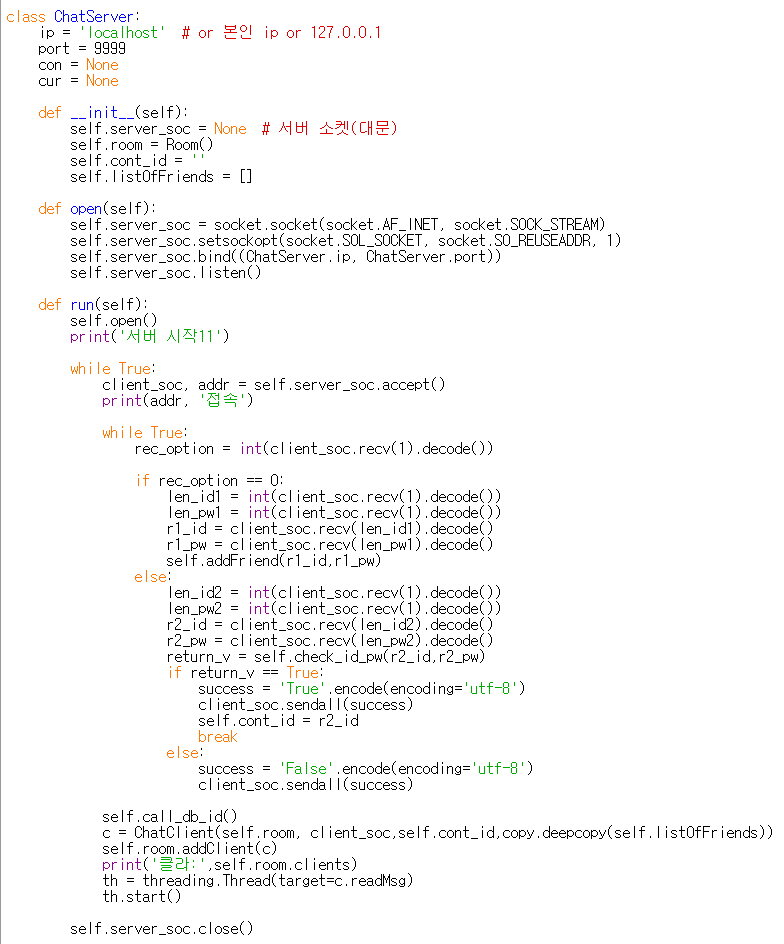 class ChatServer:
    ip = 'localhost'  # or 본인 ip or 127.0.0.1
    port = 9999
    con = None
    cur = None

    def __init__(self):
        self.server_soc = None  # 서버 소켓(대문)
        self.room = Room()
        self.cont_id = ''
        self.listOfFriends = []

    def open(self):
        self.server_soc = socket.socket(socket.AF_INET, socket.SOCK_STREAM)
        self.server_soc.setsockopt(socket.SOL_SOCKET, socket.SO_REUSEADDR, 1)
        self.server_soc.bind((ChatServer.ip, ChatServer.port))
        self.server_soc.listen()

    def run(self):
        self.open()
        print('서버 시작11')

        while True:
            client_soc, addr = self.server_soc.accept()
            print(addr, '접속')

            while True:
                rec_option = int(client_soc.recv(1).decode())

                if rec_option == 0:
                    len_id1 = int(client_soc.recv(1).decode())
                    len_pw1 = int(client_soc.recv(1).decode())
                    r1_id = client_soc.recv(len_id1).decode()
                    r1_pw = client_soc.recv(len_pw1).decode()
                    self.addFriend(r1_id,r1_pw)
                else:
                    len_id2 = int(client_soc.recv(1).decode())
                    len_pw2 = int(client_soc.recv(1).decode())
                    r2_id = client_soc.recv(len_id2).decode()
                    r2_pw = client_soc.recv(len_pw2).decode()
                    return_v = self.check_id_pw(r2_id,r2_pw)
                    if return_v == True:
                        success = 'True'.encode(encoding='utf-8')
                        client_soc.sendall(success)
                        self.cont_id = r2_id
                        break
                    else:
                        success = 'False'.encode(encoding='utf-8')
                        client_soc.sendall(success)

            self.call_db_id()
            c = ChatClient(self.room, client_soc,self.cont_id,copy.deepcopy(self.listOfFriends))
            self.room.addClient(c)
            print('클라:',self.room.clients)
            th = threading.Thread(target=c.readMsg)
            th.start()

        self.server_soc.close()